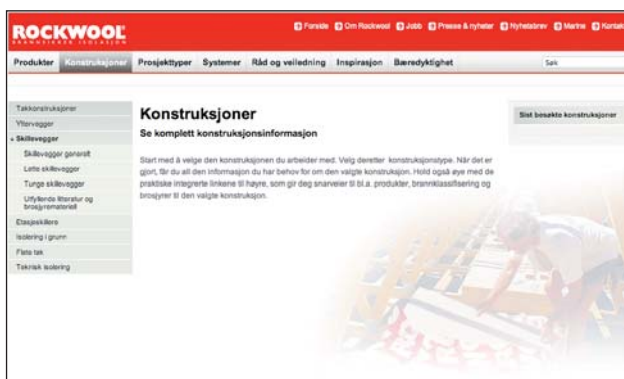 ROCKWOOL
BRANNSIKKER ISOLASJON
Forside Om Rockwool Jobb Presse & nyheter Nyhetsbrev Marine Kontakt
Produkter Konstruksjoner Prosjekttyper Systemer Råd og veiledning Inspirasjon Bæredyktighet
Søk
Takkonstruksjoner
Yttervegger
Skillevegger
Skillevegger generelt
Lette skillevegger
Tunge skillevegger
Utfyllende litteratur og
brosjyremateriell
Etasjeskillere
Isolering i grunn
Flate tak
Teknisk isolering
Konstruksjoner
Se komplett konstruksjonsinformasjon
Start med å velge den konstruksjonen du arbeider med. Velg deretter konstruksjonstype. Når det er
gjort, får du all den informasjon du har behov for om den valgte konstruksjon. Hold også øye med de
praktiske integrerte linkene til høyre, som gir deg snarveier til bl.a. produkter, brannklassifisering og
brosjyrer til den valgte konstruksjon.
Sist besøkte konstruksjoner